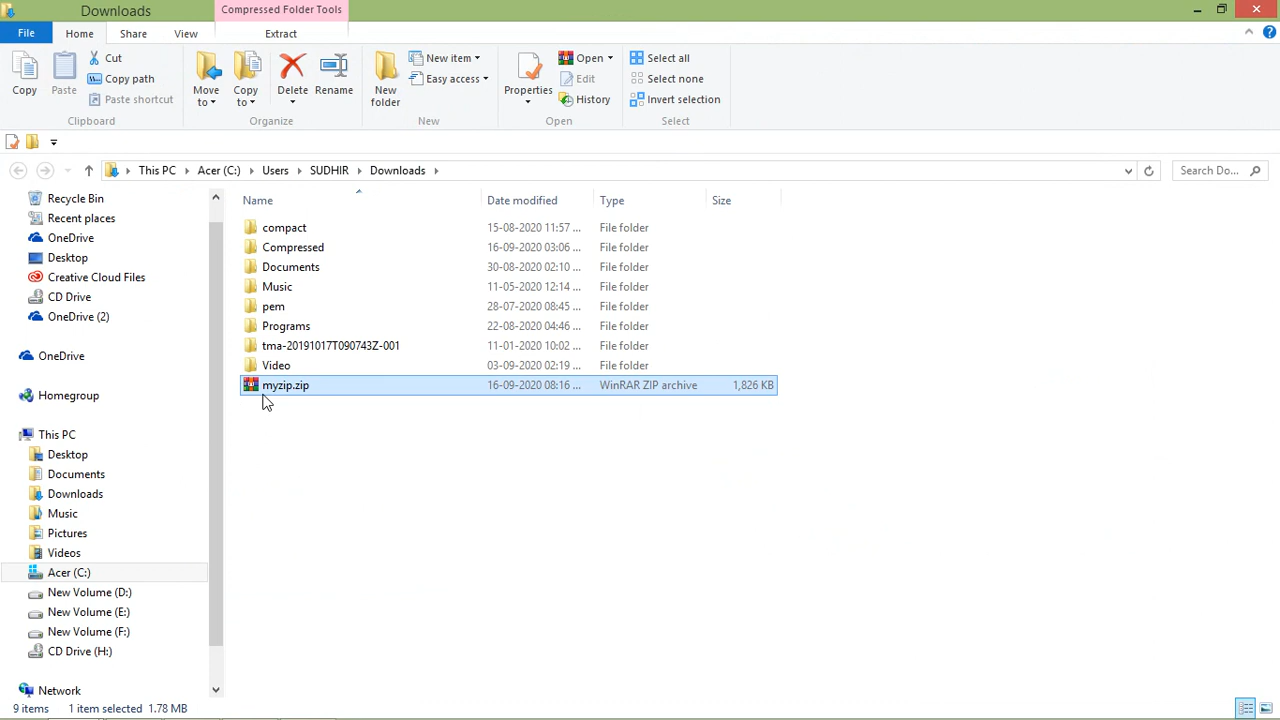 Downloads
Compressed Folder Tools
File
Home
Share
View
Extract
Copy
Paste
Cut
Copy path
Paste shortcut
Clipboard
Move to
Copy to
Delete
Rename
Organize
New folder
New item
Easy access
New
Properties
Open
Edit
History
Open
Select all
Select none
Invert selection
Select
This PC
Acer (C:)
Users
SUDHIR
Downloads
Search Do...
Name Date modified Type Size
compact 15-08-2020 11:57 ... File folder
Compressed 16-09-2020 03:06 ... File folder
Documents 30-08-2020 02:10 ... File folder
Music 11-05-2020 12:14 ... File folder
pem 28-07-2020 08:45 ... File folder
Programs 22-08-2020 04:46 ... File folder
tma-20191017T090743Z-001 11-01-2020 10:02 ... File folder
Video 03-09-2020 02:19 ... File folder
myzip.zip 16-09-2020 08:16 ... WinRAR ZIP archive 1,826 KB
Recycle Bin
Recent places
OneDrive
Desktop
Creative Cloud Files
CD Drive
OneDrive (2)
OneDrive
Homegroup
This PC
Desktop
Documents
Downloads
Music
Pictures
Videos
Acer (C:)
New Volume (D:)
New Volume (E:)
New Volume (F:)
CD Drive (H:)
Network
9 items 1 item selected 1.78 MB